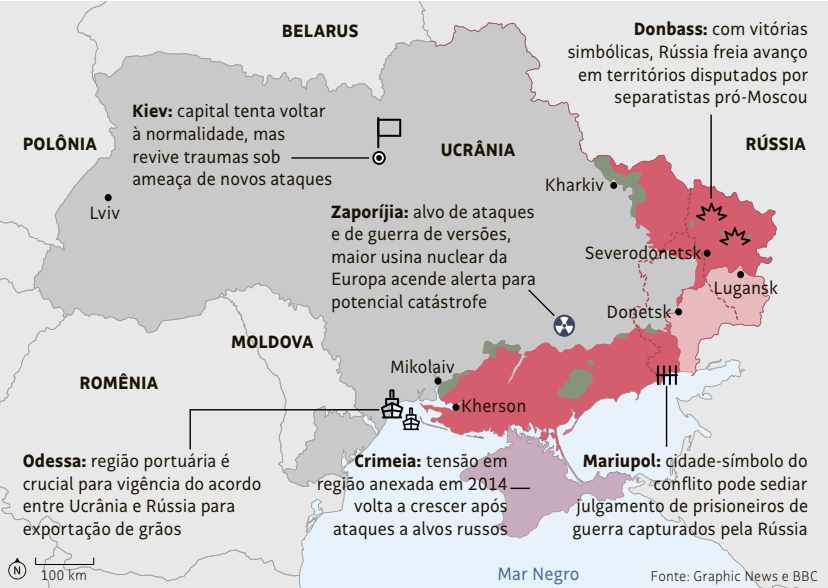 BELARUS
Donbass: com vitórias
simbólicas, Rússia freia avanço
em territórios disputados por
separatistas pró-Moscou
Kiev: capital tenta voltar
à normalidade, mas
revive traumas sob
ameaça de novos ataques
POLÔNIA
UCRÂNIA
RÚSSIA
Kharkiv
Lviv
Zaporíjia: alvo de ataques
e de guerra de versões,
maior usina nuclear da
Europa acende alerta para
potencial catástrofe
Severodonetsk
Lugansk
Donetsk
MOLDOVA
ROMÊNIA
Mikolaiv
Kherson
Odessa: região portuária é
crucial para vigência do acordo
entre Ucrânia e Rússia para
exportação de grãos
Crimeia: tensão em
região anexada em 2014
volta a crescer após
ataques a alvos russos
Mariupol: cidade-símbolo do
conflito pode sediar
julgamento de prisioneiros de
guerra capturados pela Rússia
N
100 km
Mar Negro
Fonte: Graphic News e BBC